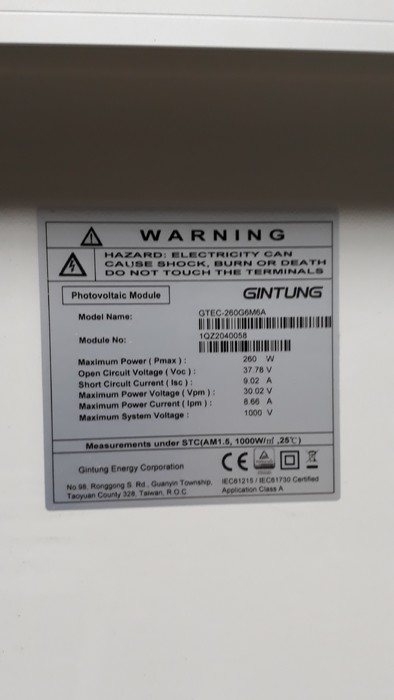 WARNING
HAZARD: ELECTRICITY CAN
CAUSE SHOCK, BURN OR DEATH
DO NOT TOUCH THE TERMINALS
Photovoltaic Module
GINTUNG
Model Name:
GTEC-260G6M6A
Module No:
1QZ2040058
Maximum Power ( Pmax ) : 260 W
Open Circuit Voltage ( Voc ) : 37.78 V
Short Circuit Current ( Isc ) : 9.02 A
Maximum Power Voltage ( Vpm ) : 30.02 V
Maximum Power Current ( Ipm ) : 8.66 A
Maximum System Voltage : 1000 V
Measurements under STC(AM1.5, 1000W/㎡ ,25℃)
Gintung Energy Corporation
CE
No.98, Ronggong S. Rd., Guanyin Township,
Taoyuan County 328, Taiwan, R.O.C.
IEC61215 / IEC61730 Certified
Application Class A